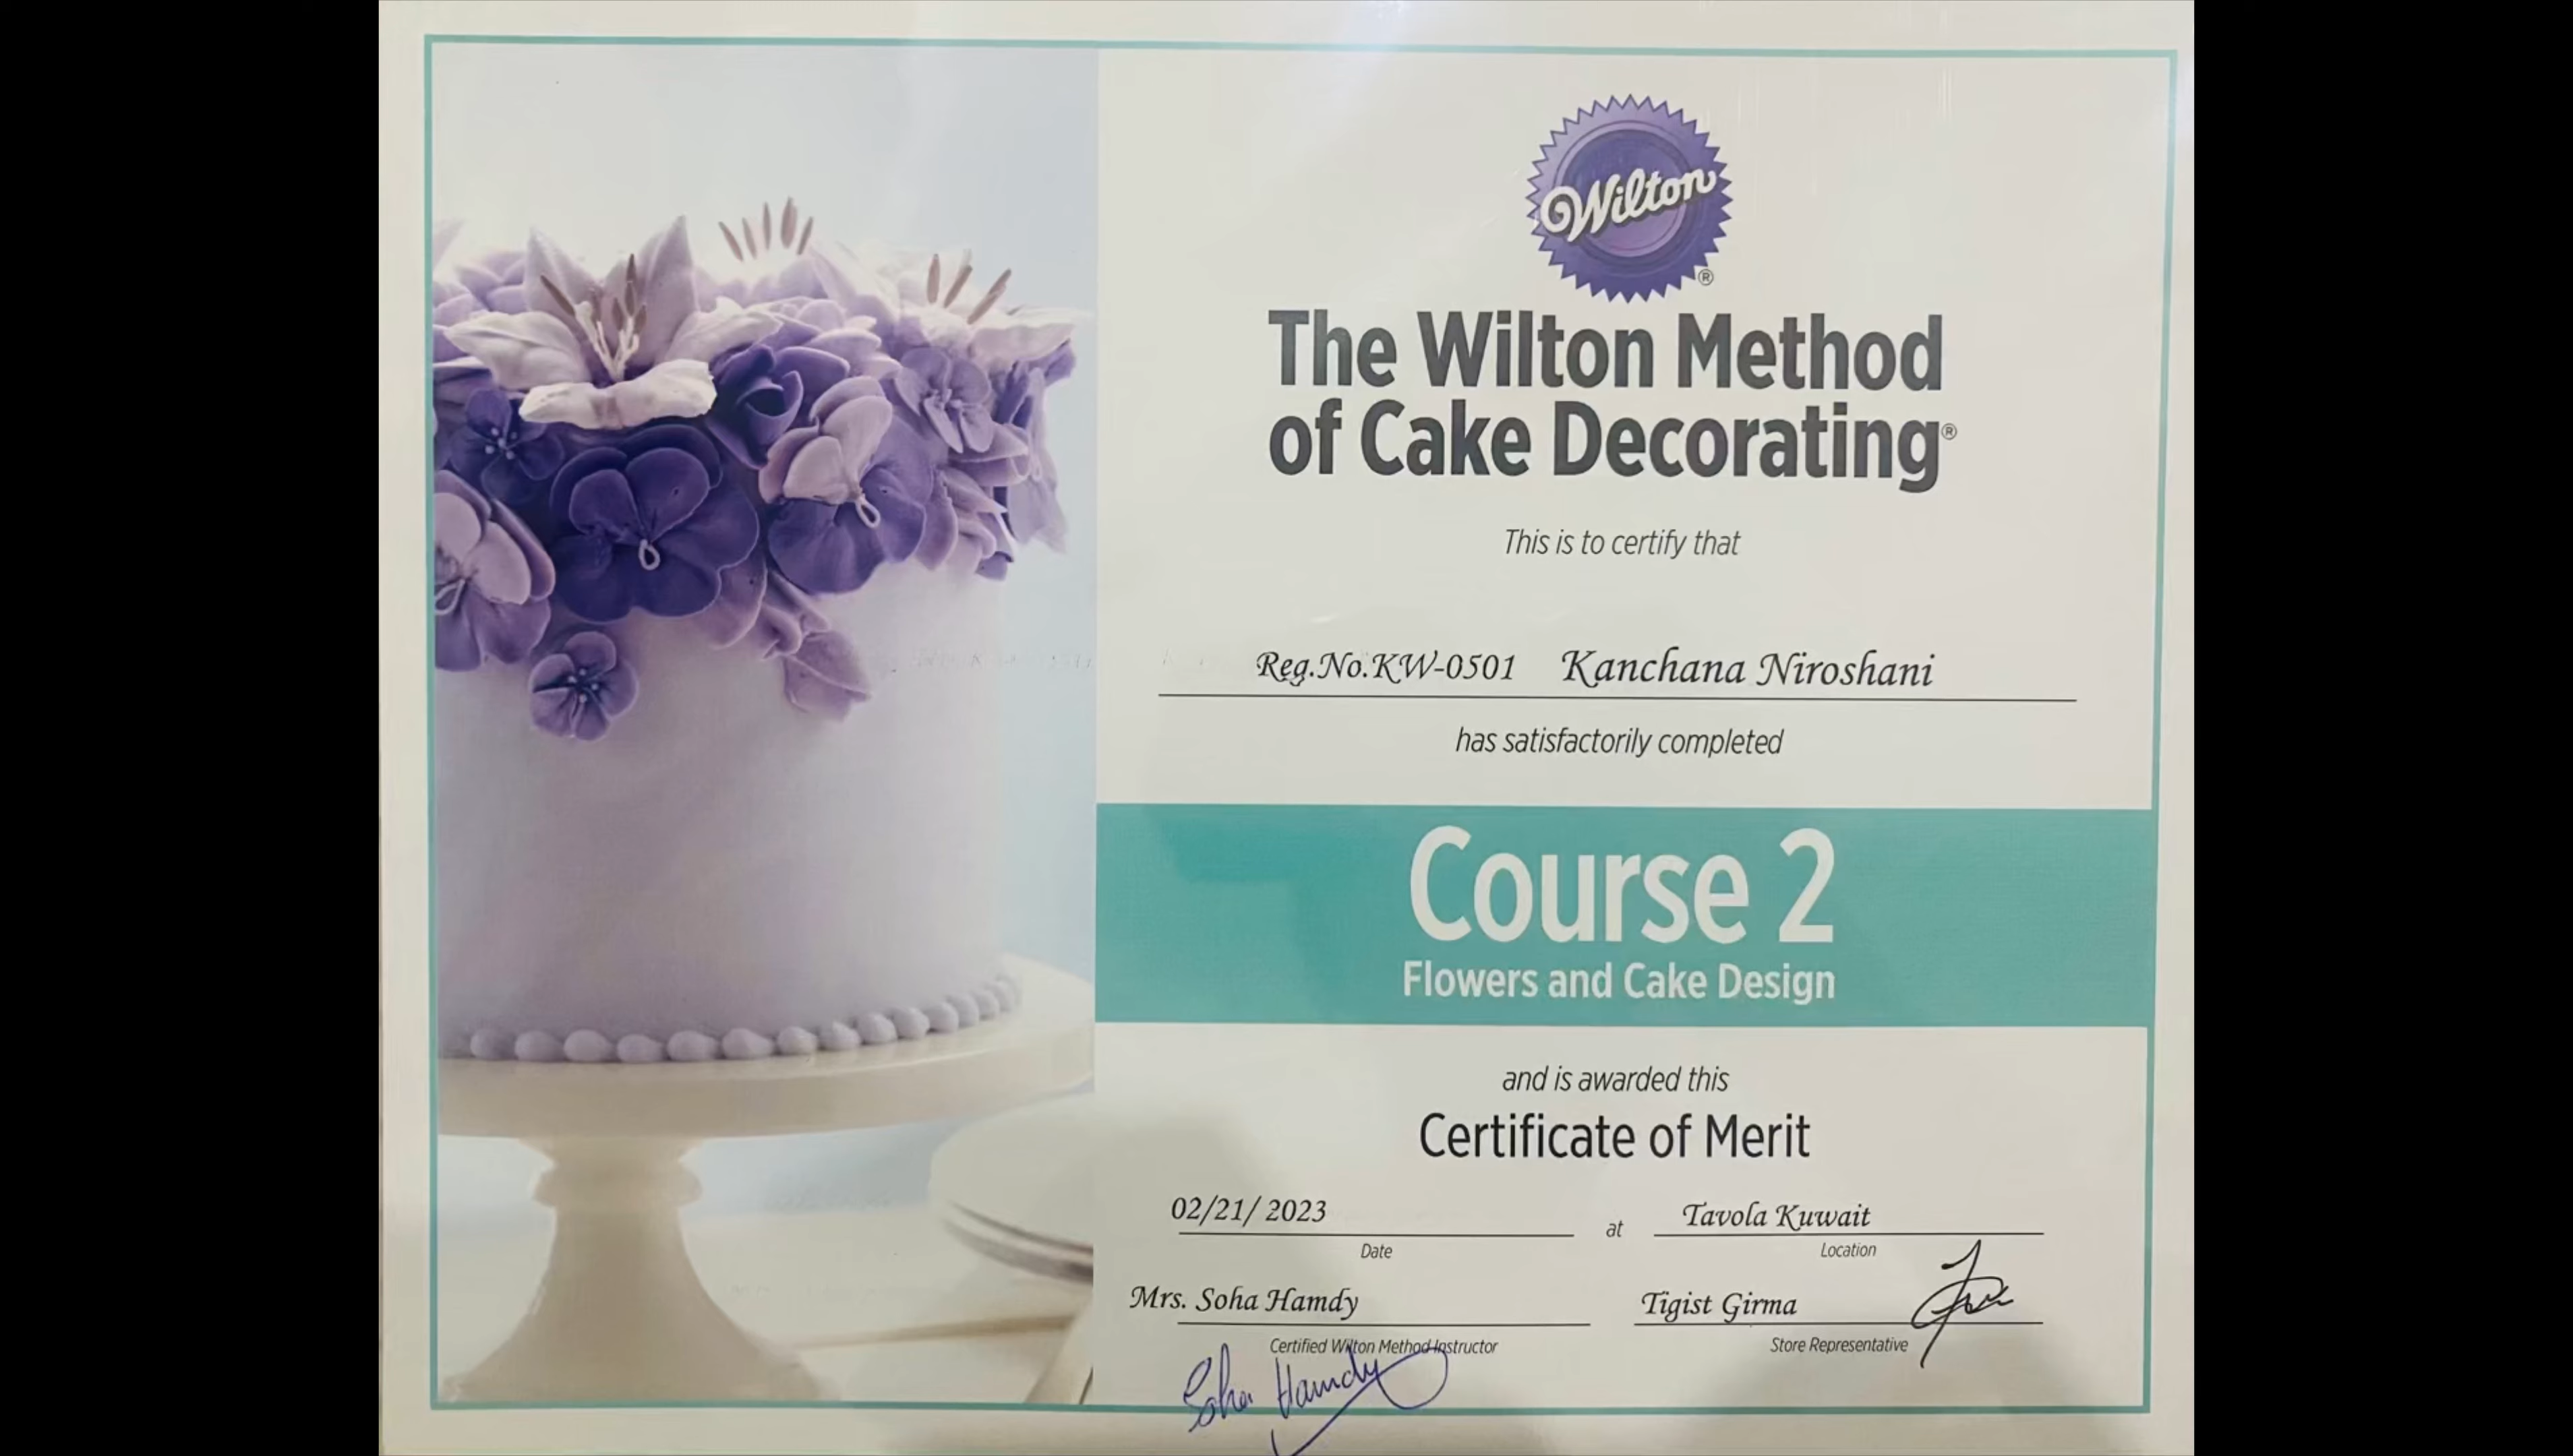 Wilton®
The Wilton Method
of Cake Decorating®
This is to certify that
Reg.No.KW-0501 Kanchana Niroshani
has satisfactorily completed
Course 2
Flowers and Cake Design
and is awarded this
Certificate of Merit
02/21/ 2023 at Tavola Kuwait
Date Location
Mrs. Soha Hamdy Tigist Girma
Certified Wilton Method Instructor Store Representative
Soha Hamdy